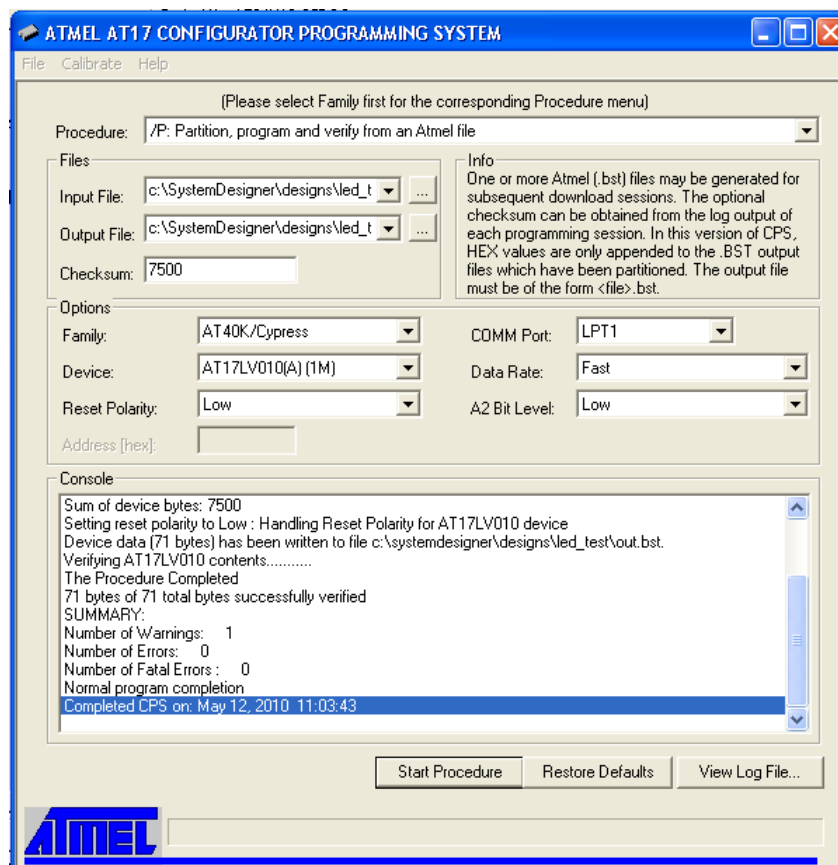 ATMEL AT17 CONFIGURATOR PROGRAMMING SYSTEM
File Calibrate Help
(Please select Family first for the corresponding Procedure menu)
Procedure: /P: Partition, program and verify from an Atmel file
Files
Input File: c:\SystemDesigner\designs\led_t ...
Output File: c:\SystemDesigner\designs\led_t ...
Checksum: 7500
Info
One or more Atmel (.bst) files may be generated for
subsequent download sessions. The optional
checksum can be obtained from the log output of
each programming session. In this version of CPS,
HEX values are only appended to the .BST output
files which have been partitioned. The output file
must be of the form <file>.bst.
Options
Family: AT40K/Cypress COMM Port: LPT1
Device: AT17LV010(A) (1M) Data Rate: Fast
Reset Polarity: Low A2 Bit Level: Low
Address [hex]:
Console
Sum of device bytes: 7500
Setting reset polarity to Low : Handling Reset Polarity for AT17LV010 device
Device data (71 bytes) has been written to file c:\systemdesigner\designs\led_test\out.bst.
Verifying AT17LV010 contents...........
The Procedure Completed
71 bytes of 71 total bytes successfully verified
SUMMARY:
Number of Warnings: 1
Number of Errors: 0
Number of Fatal Errors : 0
Normal program completion
Completed CPS on: May 12, 2010 11:03:43
Start Procedure Restore Defaults View Log File...
ATMEL